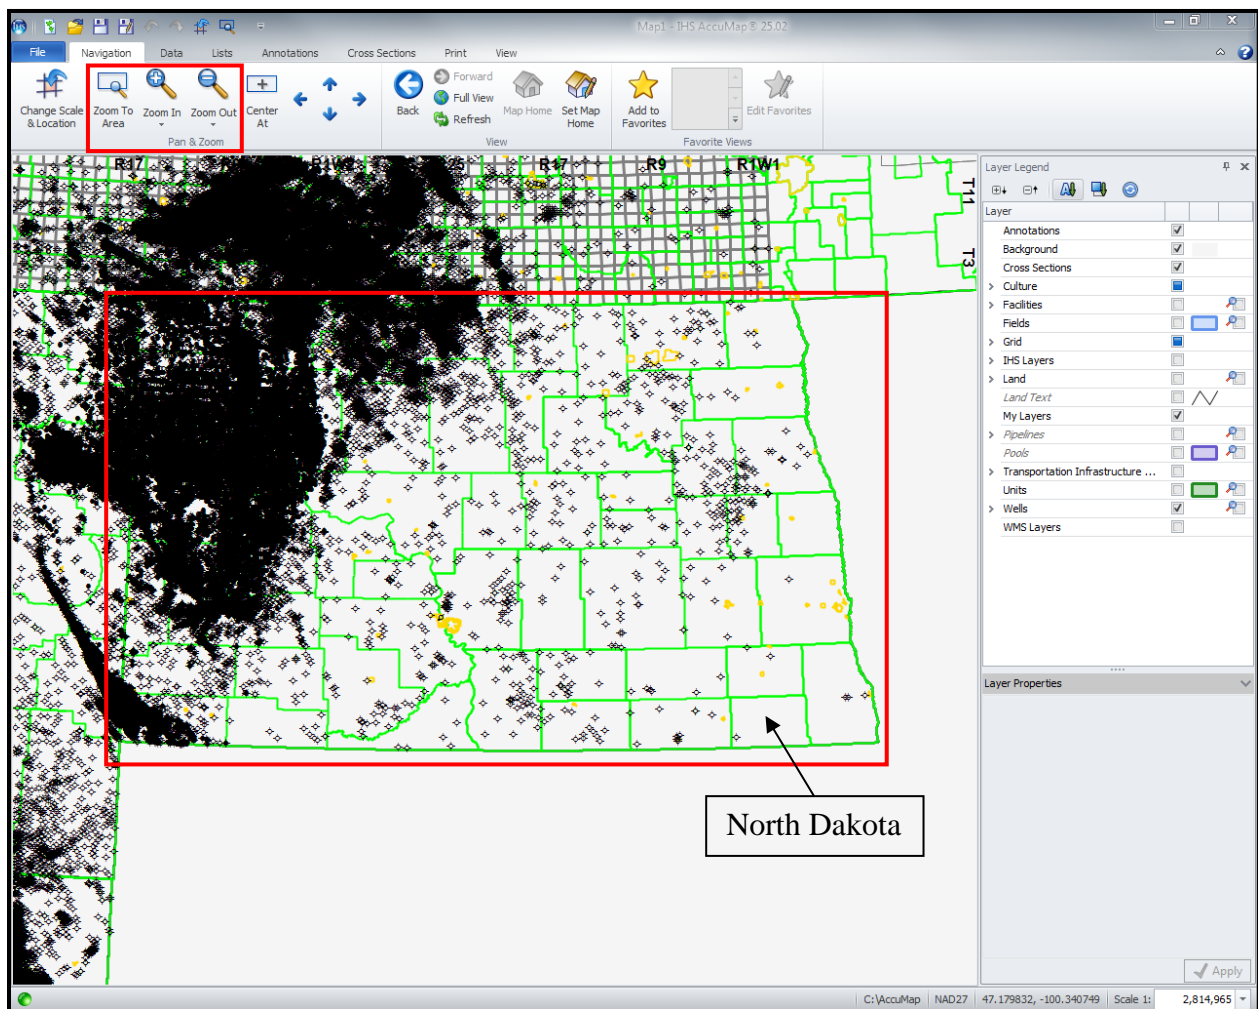 Map1 - IHS AccuMap® 25.02
File Navigation Data Lists Annotations Cross Sections Print View
Change Scale & Location
Zoom To Area
Zoom In
Zoom Out
Center At
Pan & Zoom
Back
Forward
Full View
Refresh
Map Home
Set Map Home
View
Add to Favorites
Edit Favorites
Favorite Views
R17 R17 R9 R1W1
T11
T3
North Dakota
Layer Legend
Layer
Annotations
Background
Cross Sections
Culture
Facilities
Fields
Grid
IHS Layers
Land
Land Text
My Layers
Pipelines
Pools
Transportation Infrastructure ...
Units
Wells
WMS Layers
Layer Properties
Apply
C:\AccuMap NAD27 47.179832, -100.340749 Scale 1: 2,814,965